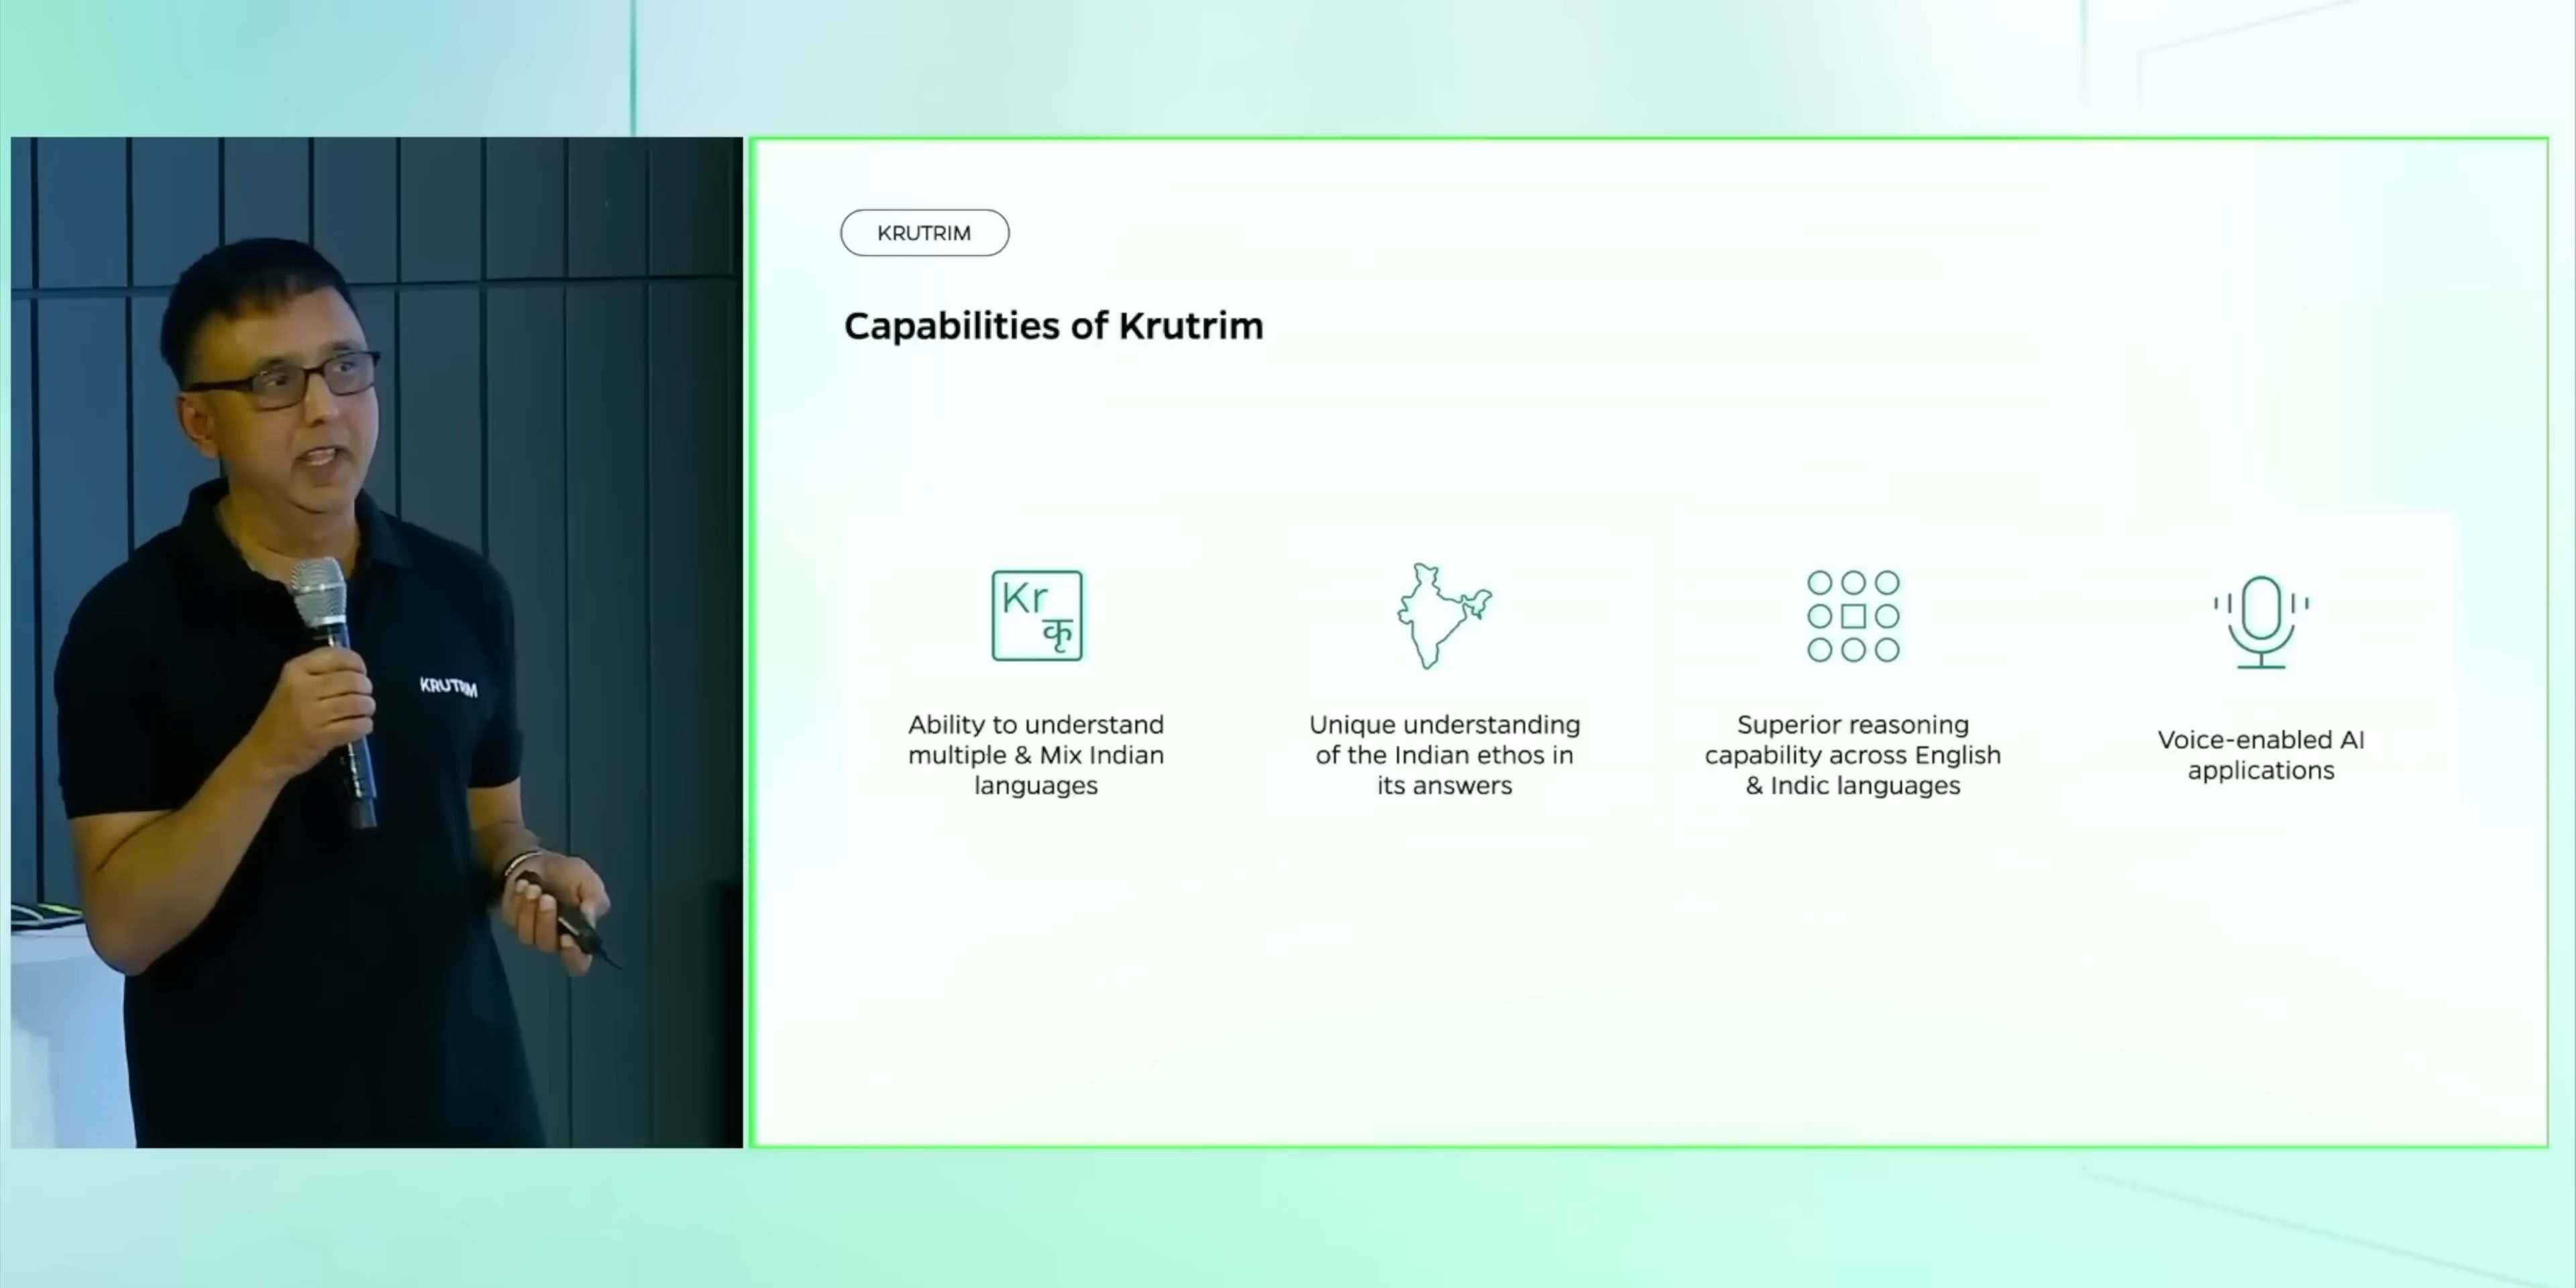 KRUTRIM
Capabilities of Krutrim
Kr
कृ
Ability to understand
multiple & Mix Indian
languages
Unique understanding
of the Indian ethos in
its answers
Superior reasoning
capability across English
& Indic languages
Voice-enabled AI
applications
KRUTRIM